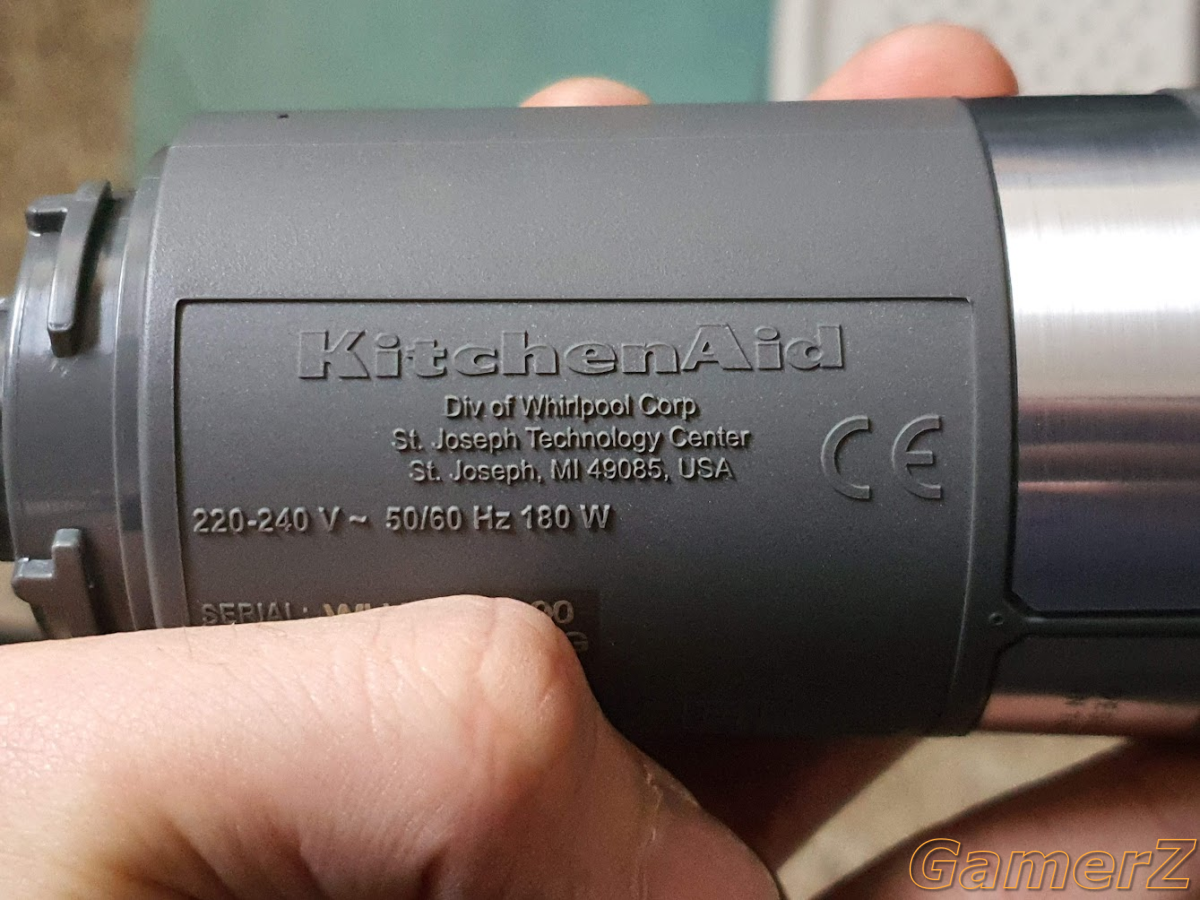 KitchenAid
Div of Whirlpool Corp
St. Joseph Technology Center
St. Joseph, MI 49085, USA
CE
220-240 V ~ 50/60 Hz 180 W
SERIAL:
GamerZ